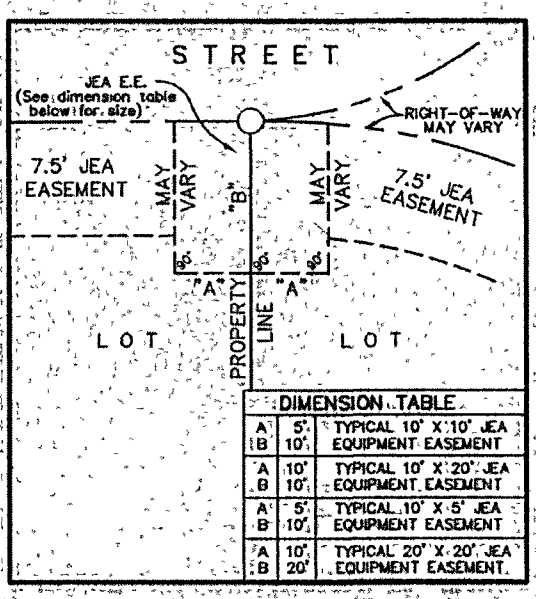 STREET
JEA E.E.
(See dimension table
below for size)
RIGHT-OF-WAY
MAY VARY
7.5' JEA
EASEMENT
MAY
VARY
"B"
MAY
VARY
7.5' JEA
EASEMENT
90°
90°
90°
"A"
"A"
PROPERTY
LINE
LOT
LOT
DIMENSION TABLE
A 5' TYPICAL 10' X 10' JEA
B 10' EQUIPMENT EASEMENT
A 10' TYPICAL 10' X 20' JEA
B 10' EQUIPMENT EASEMENT
A 5' TYPICAL 10' X 5' JEA
B 10' EQUIPMENT EASEMENT
A 10' TYPICAL 20' X 20' JEA
B 20' EQUIPMENT EASEMENT